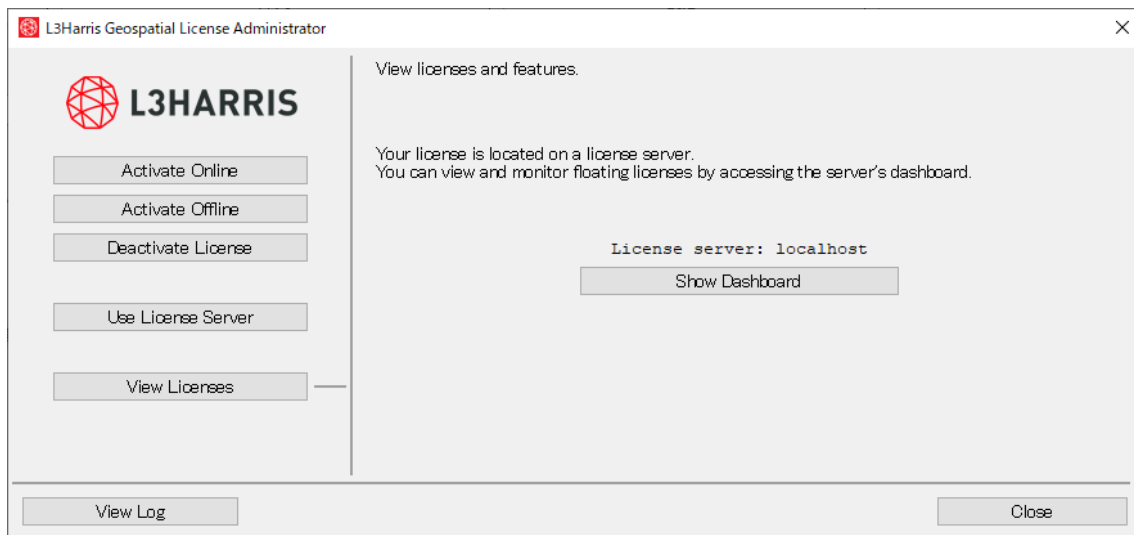 L3Harris Geospatial License Administrator
L3HARRIS
Activate Online
Activate Offline
Deactivate License
Use License Server
View Licenses
View licenses and features.
Your license is located on a license server.
You can view and monitor floating licenses by accessing the server's dashboard.
License server: localhost
Show Dashboard
View Log
Close